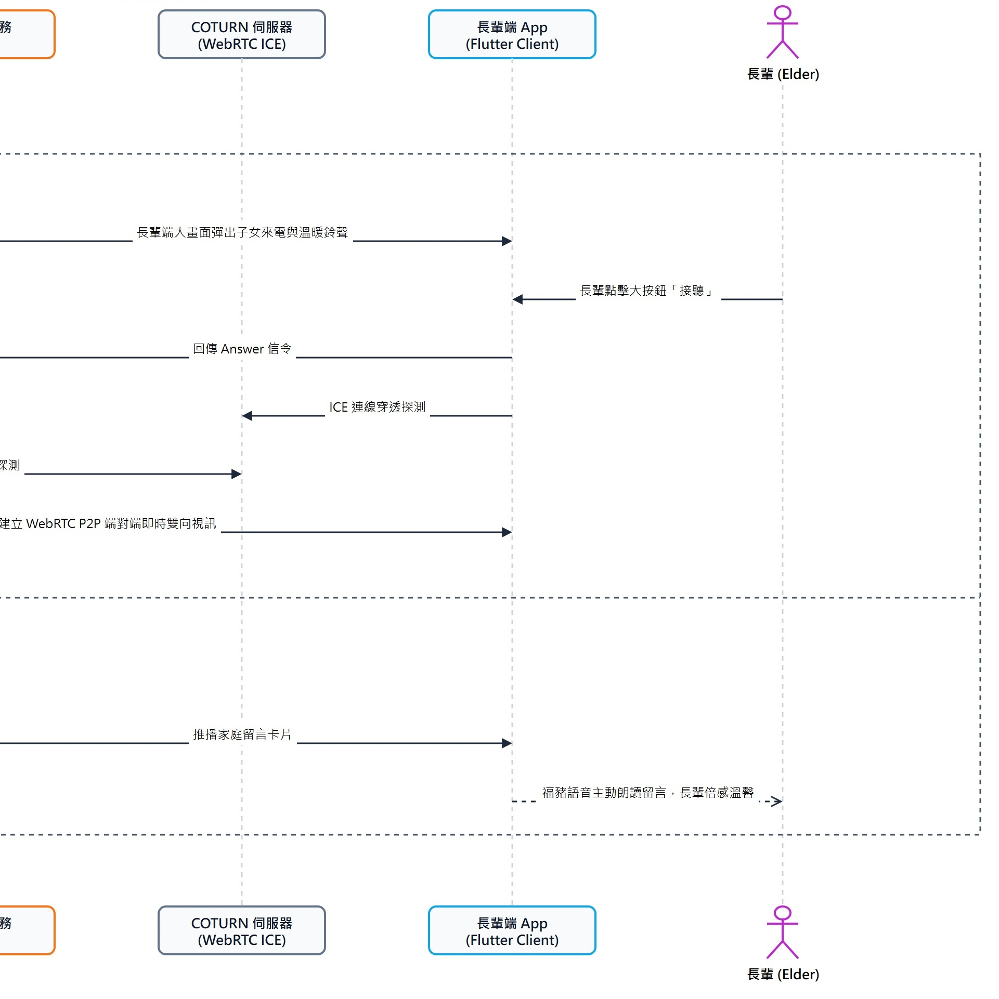 務
COTURN 伺服器
(WebRTC ICE)
長輩端 App
(Flutter Client)
長輩 (Elder)
長輩端大畫面彈出子女來電與溫暖鈴聲
長輩點擊大按鈕「接聽」
回傳 Answer 信令
ICE 連線穿透探測
探測
建立 WebRTC P2P 端對端即時雙向視訊
推播家庭留言卡片
福豬語音主動朗讀留言，長輩倍感溫馨
務
COTURN 伺服器
(WebRTC ICE)
長輩端 App
(Flutter Client)
長輩 (Elder)